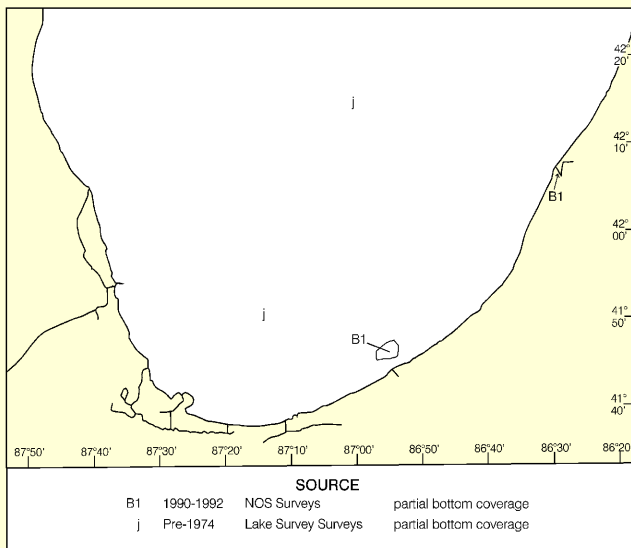 42°
20'
j
42°
10'
B1
42°
00'
41°
50'
j
B1
41°
40'
87°50' 87°40' 87°30' 87°20' 87°10' 87°00' 86°50' 86°40' 86°30' 86°20'
SOURCE
B1 1990-1992 NOS Surveys partial bottom coverage
j Pre-1974 Lake Survey Surveys partial bottom coverage